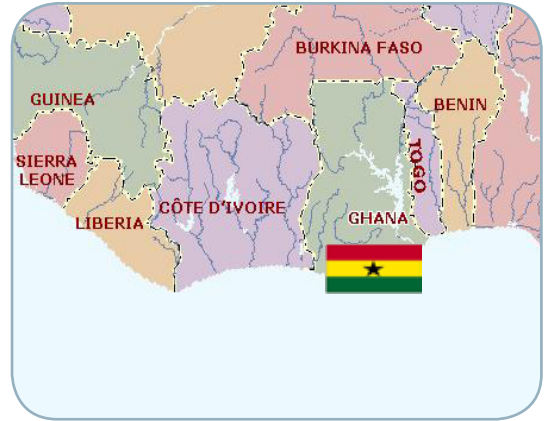 BURKINA FASO
GUINEA
BENIN
SIERRA
LEONE
TOGO
CÔTE D'IVOIRE
GHANA
LIBERIA